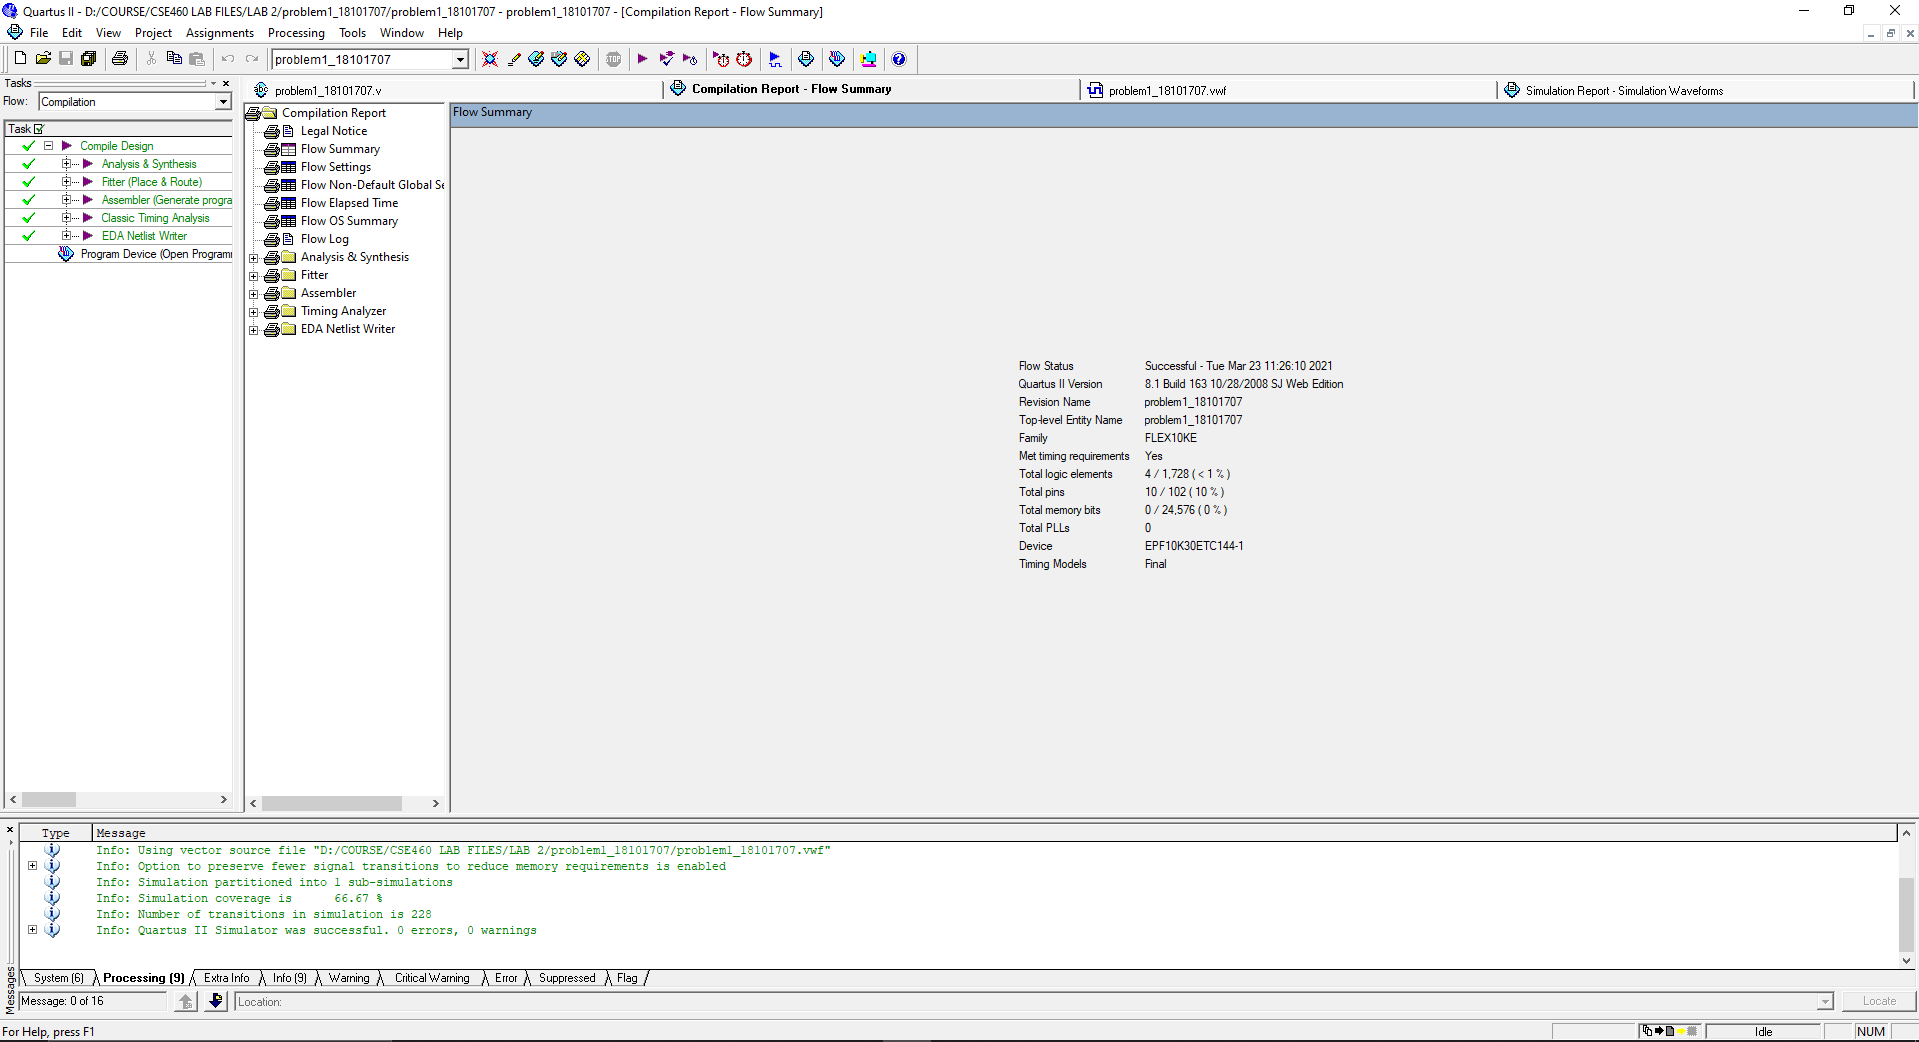 Quartus II - D:/COURSE/CSE460 LAB FILES/LAB 2/problem1_18101707/problem1_18101707 - problem1_18101707 - [Compilation Report - Flow Summary]
File Edit View Project Assignments Processing Tools Window Help
problem1_18101707
STOP
Tasks
Flow: Compilation
Task
Compile Design
Analysis & Synthesis
Fitter (Place & Route)
Assembler (Generate progra
Classic Timing Analysis
EDA Netlist Writer
Program Device (Open Programm
problem1_18101707.v
Compilation Report - Flow Summary
problem1_18101707.vwf
Simulation Report - Simulation Waveforms
Compilation Report
Legal Notice
Flow Summary
Flow Settings
Flow Non-Default Global Se
Flow Elapsed Time
Flow OS Summary
Flow Log
Analysis & Synthesis
Fitter
Assembler
Timing Analyzer
EDA Netlist Writer
Flow Summary
Flow Status Successful - Tue Mar 23 11:26:10 2021
Quartus II Version 8.1 Build 163 10/28/2008 SJ Web Edition
Revision Name problem1_18101707
Top-level Entity Name problem1_18101707
Family FLEX10KE
Met timing requirements Yes
Total logic elements 4 / 1,728 ( < 1 % )
Total pins 10 / 102 ( 10 % )
Total memory bits 0 / 24,576 ( 0 % )
Total PLLs 0
Device EPF10K30ETC144-1
Timing Models Final
Type Message
Info: Using vector source file "D:/COURSE/CSE460 LAB FILES/LAB 2/problem1_18101707/problem1_18101707.vwf"
Info: Option to preserve fewer signal transitions to reduce memory requirements is enabled
Info: Simulation partitioned into 1 sub-simulations
Info: Simulation coverage is 66.67 %
Info: Number of transitions in simulation is 228
Info: Quartus II Simulator was successful. 0 errors, 0 warnings
System (6) Processing (9) Extra Info Info (9) Warning Critical Warning Error Suppressed Flag
Messages
Message: 0 of 16
Location:
Locate
For Help, press F1
Idle
NUM